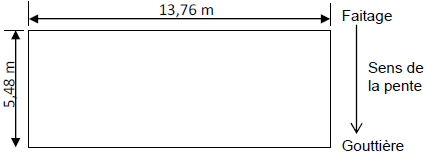 13,76 m
Faitage
5,48 m
Sens de
la pente
Gouttière